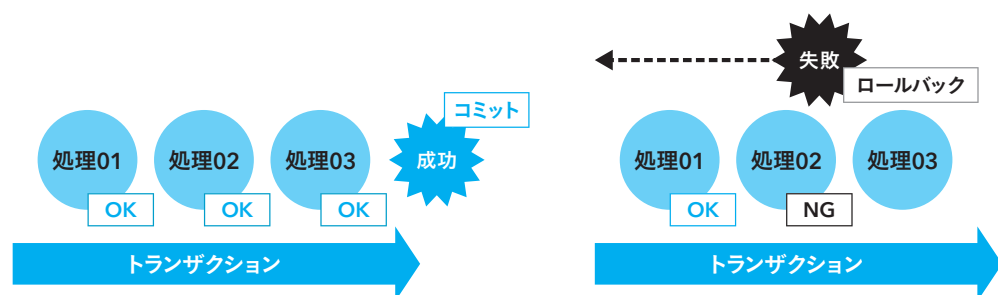 コミット
処理01
処理02
処理03
成功
OK
OK
OK
トランザクション
失敗
ロールバック
処理01
処理02
処理03
OK
NG
トランザクション